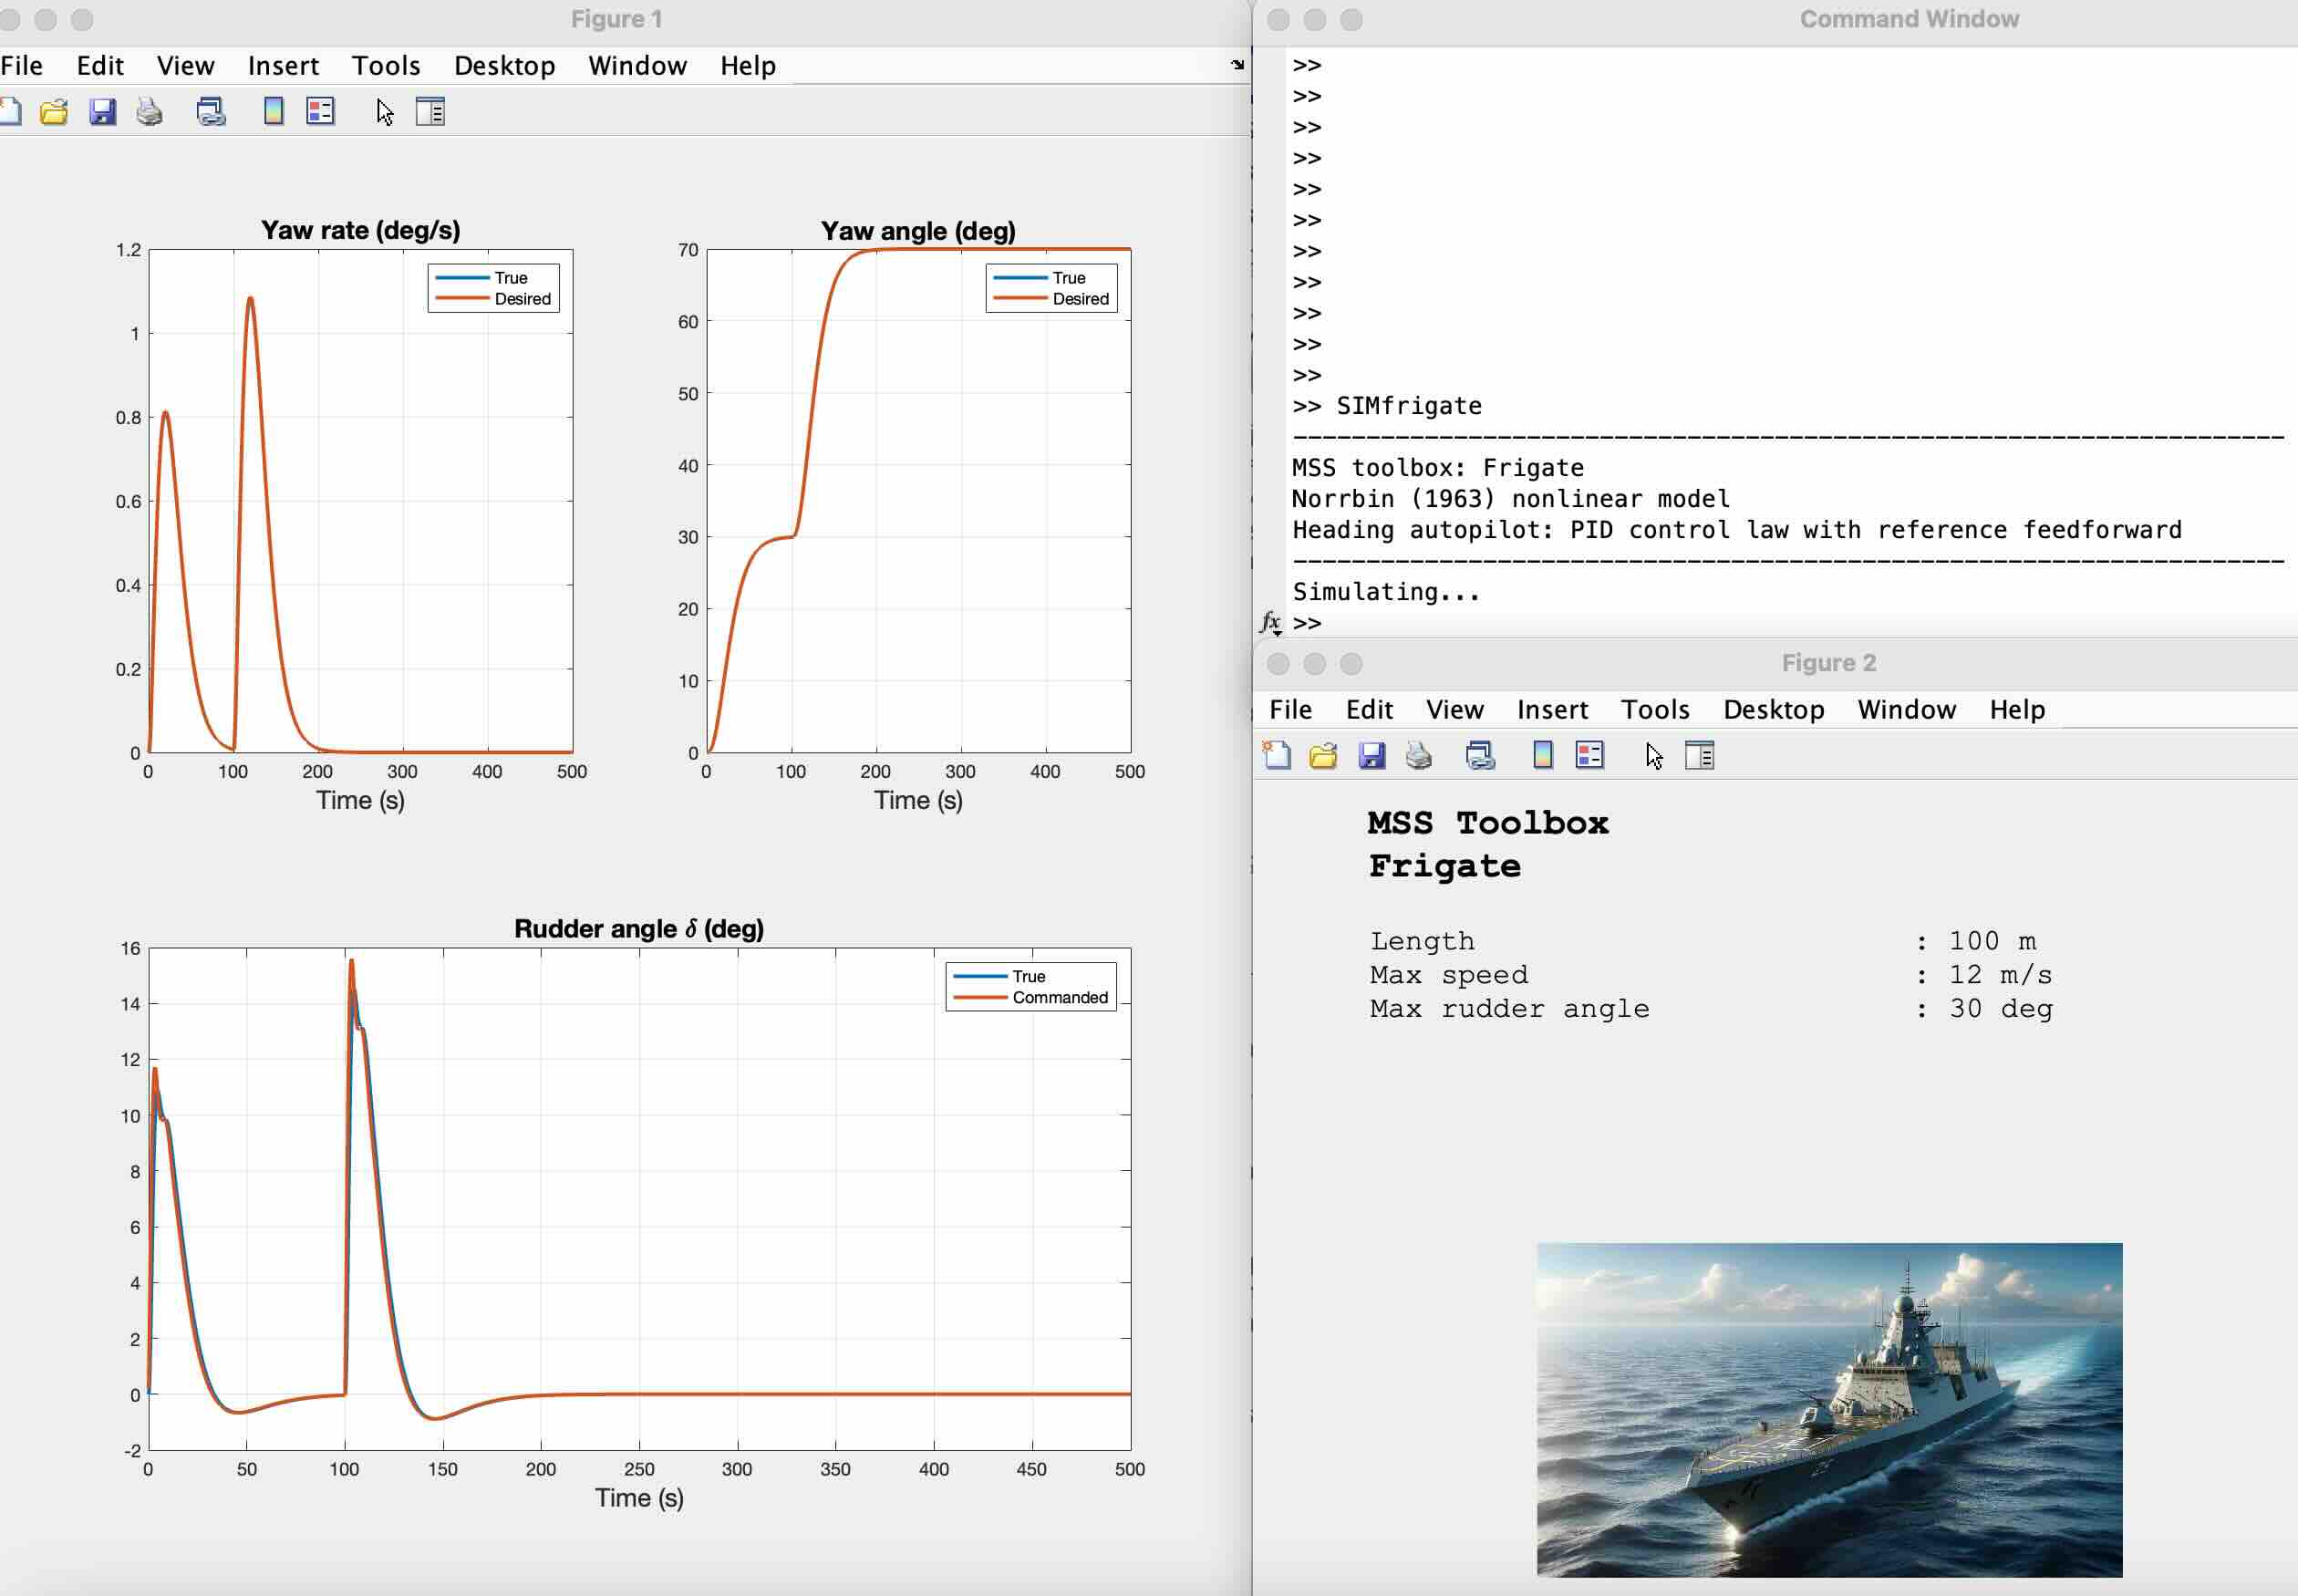 Figure 1
File Edit View Insert Tools Desktop Window Help
Yaw rate (deg/s)
1.2
1
0.8
0.6
0.4
0.2
0
0 100 200 300 400 500
Time (s)
True
Desired
Yaw angle (deg)
70
60
50
40
30
20
10
0
0 100 200 300 400 500
Time (s)
True
Desired
Rudder angle δ (deg)
16
14
12
10
8
6
4
2
0
-2
0 50 100 150 200 250 300 350 400 450 500
Time (s)
True
Commanded
Command Window
>>
>>
>>
>>
>>
>>
>>
>>
>>
>>
>>
>> SIMfrigate
--------------------------------------------------------------------
MSS toolbox: Frigate
Norrbin (1963) nonlinear model
Heading autopilot: PID control law with reference feedforward
--------------------------------------------------------------------
Simulating...
fx >>
Figure 2
File Edit View Insert Tools Desktop Window Help
MSS Toolbox
Frigate
Length : 100 m
Max speed : 12 m/s
Max rudder angle : 30 deg